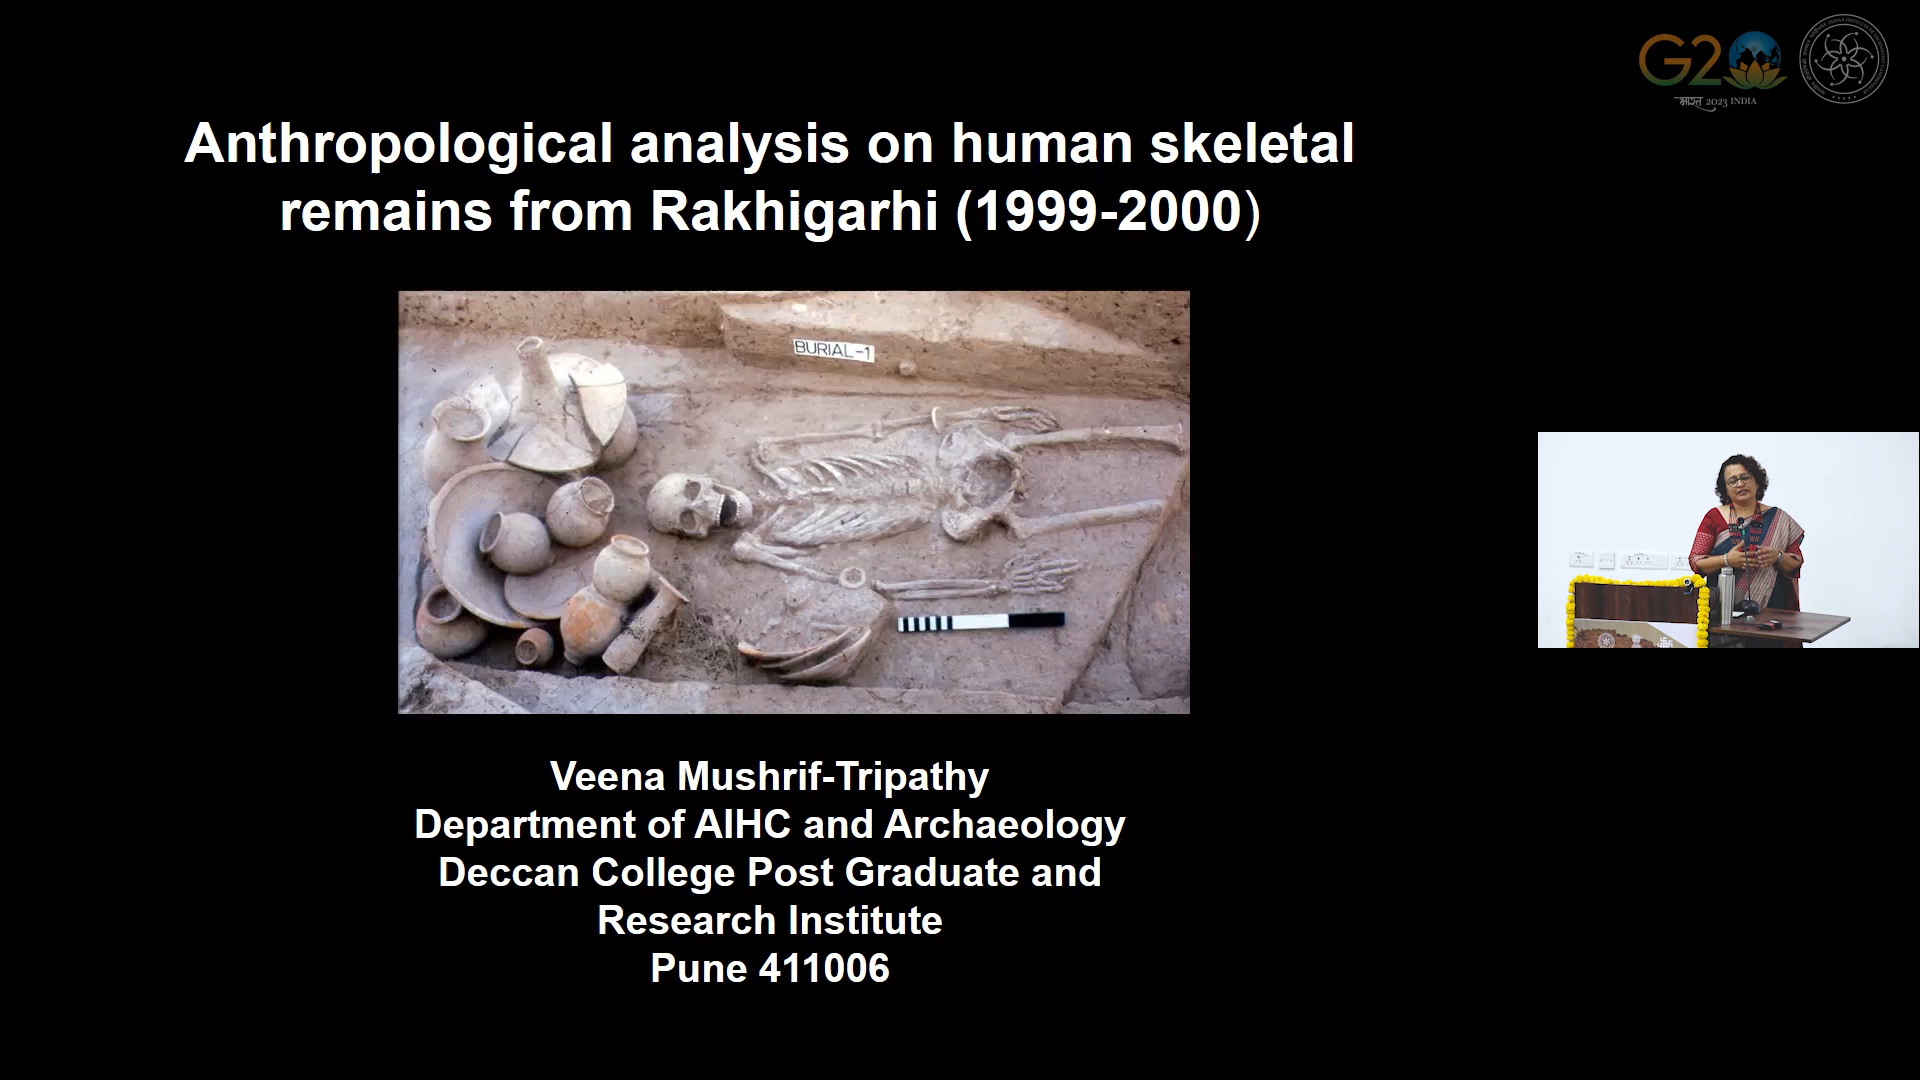 G20
भारत 2023 INDIA
Anthropological analysis on human skeletal
remains from Rakhigarhi (1999-2000)
BURIAL-1
Veena Mushrif-Tripathy
Department of AIHC and Archaeology
Deccan College Post Graduate and
Research Institute
Pune 411006